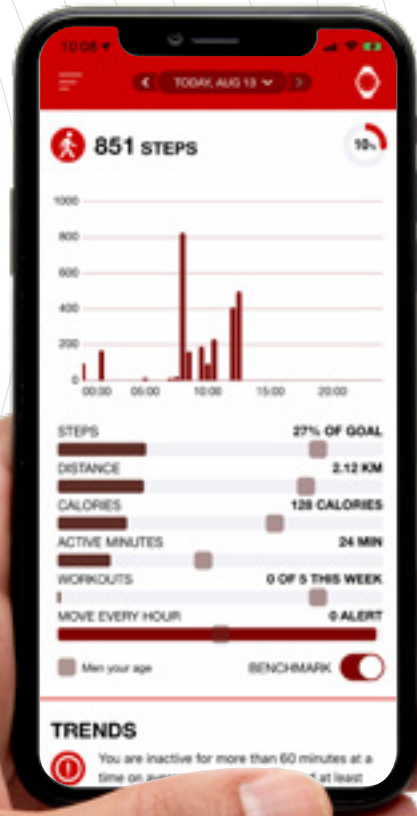 10:08
TODAY, AUG 13
851 STEPS
10%
1000
800
600
400
200
0
00:30 05:00 10:00 15:00 20:00
STEPS 27% OF GOAL
DISTANCE 2.12 KM
CALORIES 128 CALORIES
ACTIVE MINUTES 24 MIN
WORKOUTS 0 OF 5 THIS WEEK
MOVE EVERY HOUR 0 ALERT
Men your age BENCHMARK
TRENDS
You are inactive for more than 60 minutes at a
time on at least